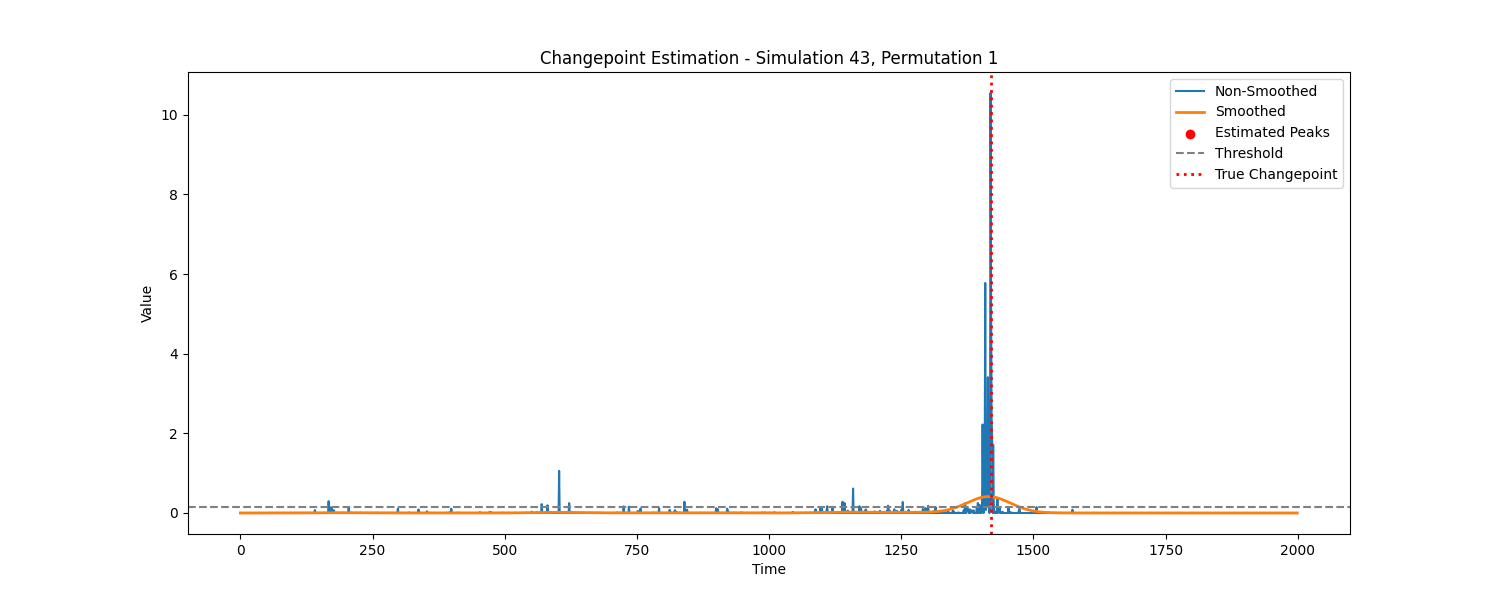 Changepoint Estimation - Simulation 43, Permutation 1
Non-Smoothed
Smoothed
Estimated Peaks
Threshold
True Changepoint
10
8
6
4
2
0
Value
0 250 500 750 1000 1250 1500 1750 2000
Time